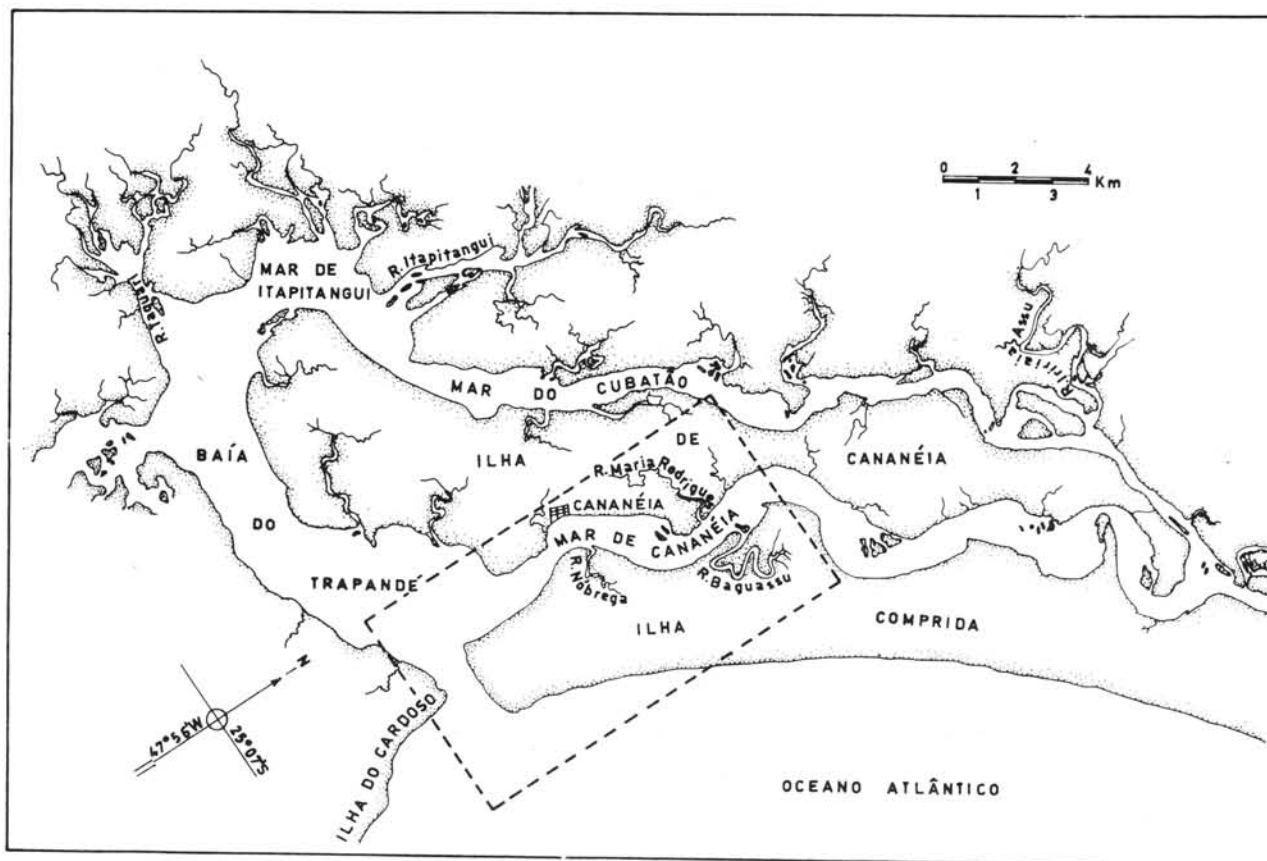 0 2 4
1 3 Km
MAR DE
ITAPITANGUI
R. Itapitangui
R. Taquari
Ririaia Assu
MAR DO CUBATÃO
BAÍA
DO
TRAPANDE
ILHA
DE
CANANÉIA
R. Maria Rodrigues
CANANÉIA
MAR DE CANANÉIA
R. Nóbrega
R. Baguassu
ILHA
COMPRIDA
N
47°56'W
25°07'S
ILHA DO CARDOSO
OCEANO ATLÂNTICO